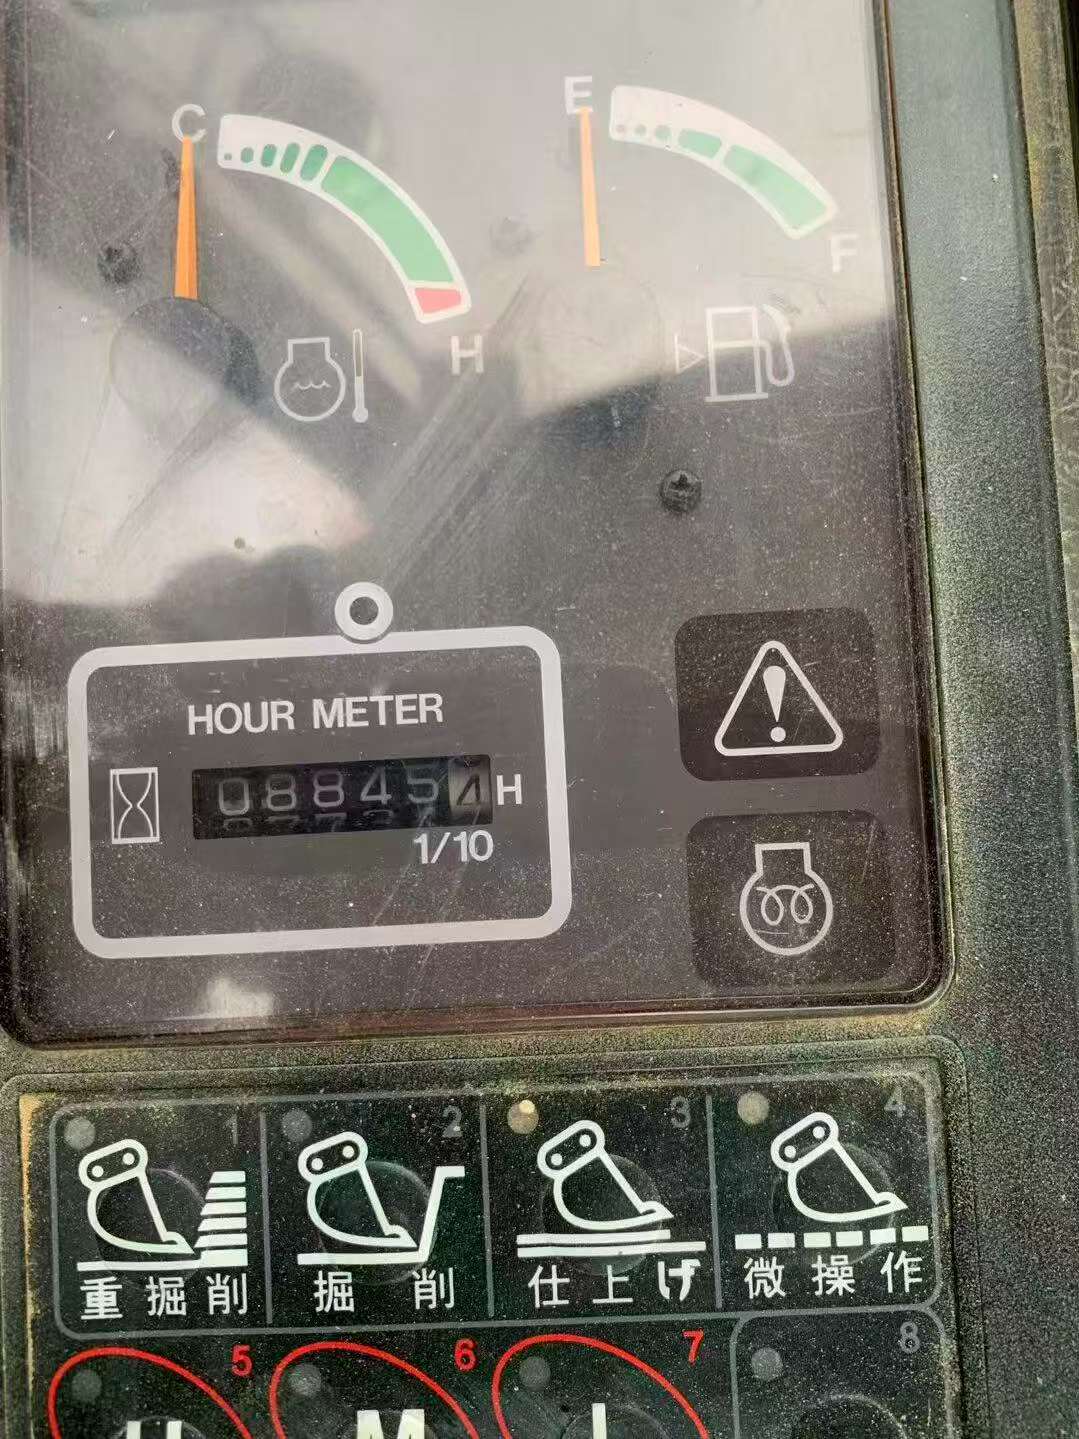 C
E
F
H
HOUR METER
088454 H
1/10
1 2 3 4
重掘削 掘削 仕上げ 微操作
5 6 7 8
H M L